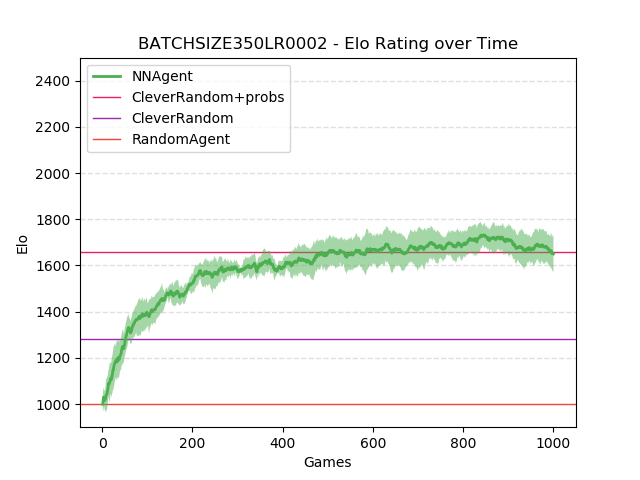 BATCHSIZE350LR0002 - Elo Rating over Time
NNAgent
CleverRandom+probs
CleverRandom
RandomAgent
2400
2200
2000
1800
1600
1400
1200
1000
Elo
0 200 400 600 800 1000
Games